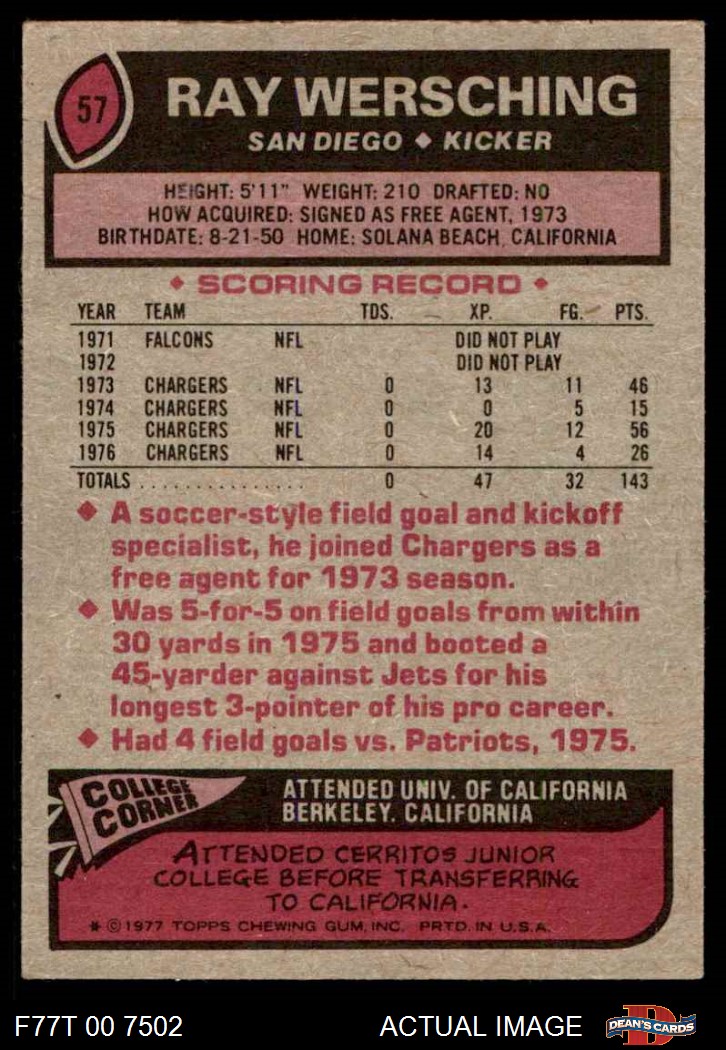 57
RAY WERSCHING
SAN DIEGO ◆ KICKER
HEIGHT: 5'11" WEIGHT: 210 DRAFTED: NO
HOW ACQUIRED: SIGNED AS FREE AGENT, 1973
BIRTHDATE: 8-21-50 HOME: SOLANA BEACH, CALIFORNIA
◆ SCORING RECORD ◆
YEAR TEAM TDS. XP. FG. PTS.
1971 FALCONS NFL DID NOT PLAY
1972 DID NOT PLAY
1973 CHARGERS NFL 0 13 11 46
1974 CHARGERS NFL 0 0 5 15
1975 CHARGERS NFL 0 20 12 56
1976 CHARGERS NFL 0 14 4 26
TOTALS . . . . . . . . . . . . . . . 0 47 32 143
◆ A soccer-style field goal and kickoff
specialist, he joined Chargers as a
free agent for 1973 season.
◆ Was 5-for-5 on field goals from within
30 yards in 1975 and booted a
45-yarder against Jets for his
longest 3-pointer of his pro career.
◆ Had 4 field goals vs. Patriots, 1975.
COLLEGE
CORNER
ATTENDED UNIV. OF CALIFORNIA
BERKELEY, CALIFORNIA
ATTENDED CERRITOS JUNIOR
COLLEGE BEFORE TRANSFERRING
TO CALIFORNIA.
* © 1977 TOPPS CHEWING GUM, INC. PRTD. IN U.S.A.
F77T 00 7502 ACTUAL IMAGE
D
DEAN'S CARDS